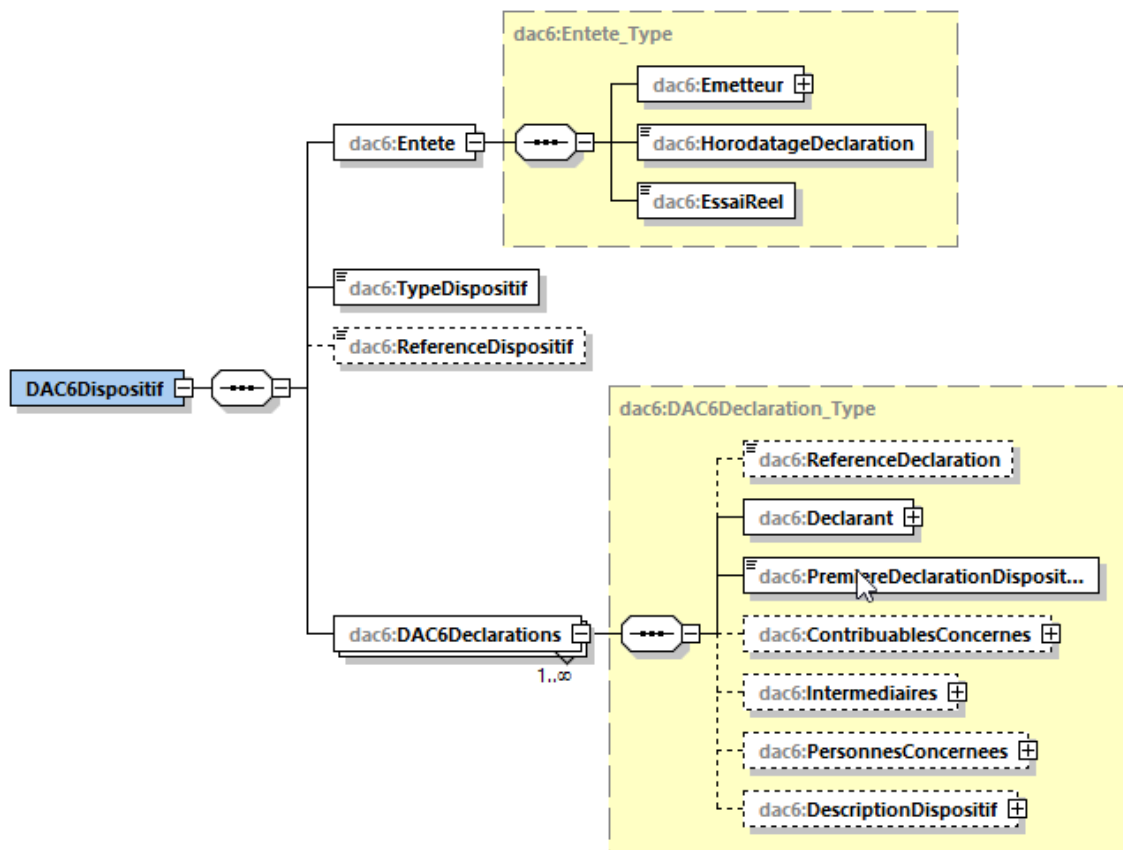 dac6:Entete_Type
dac6:Emetteur
dac6:Entete
dac6:HorodatageDeclaration
dac6:EssaiReel
dac6:TypeDispositif
dac6:ReferenceDispositif
DAC6Dispositif
dac6:DAC6Declaration_Type
dac6:ReferenceDeclaration
dac6:Declarant
dac6:PremiereDeclarationDisposit...
dac6:DAC6Declarations
1..∞
dac6:ContribuablesConcernes
dac6:Intermediaires
dac6:PersonnesConcernees
dac6:DescriptionDispositif